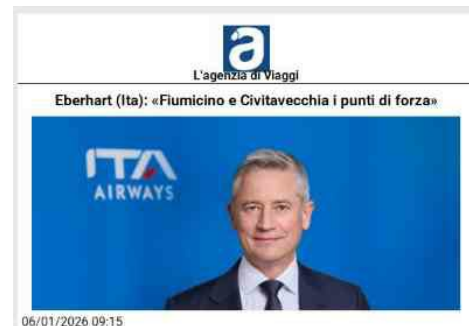 a
L'agenzia di Viaggi
Eberhart (Ita): «Fiumicino e Civitavecchia i punti di forza»
ITA
AIRWAYS
06/01/2026 09:15